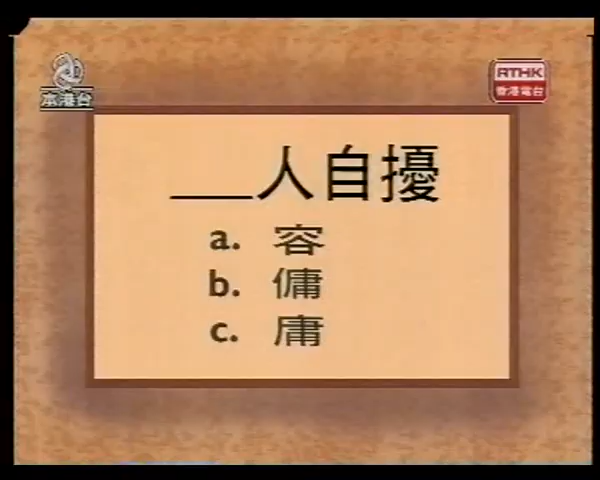 本港台
RTHK
香港電台
___人自擾
a. 容
b. 傭
c. 庸